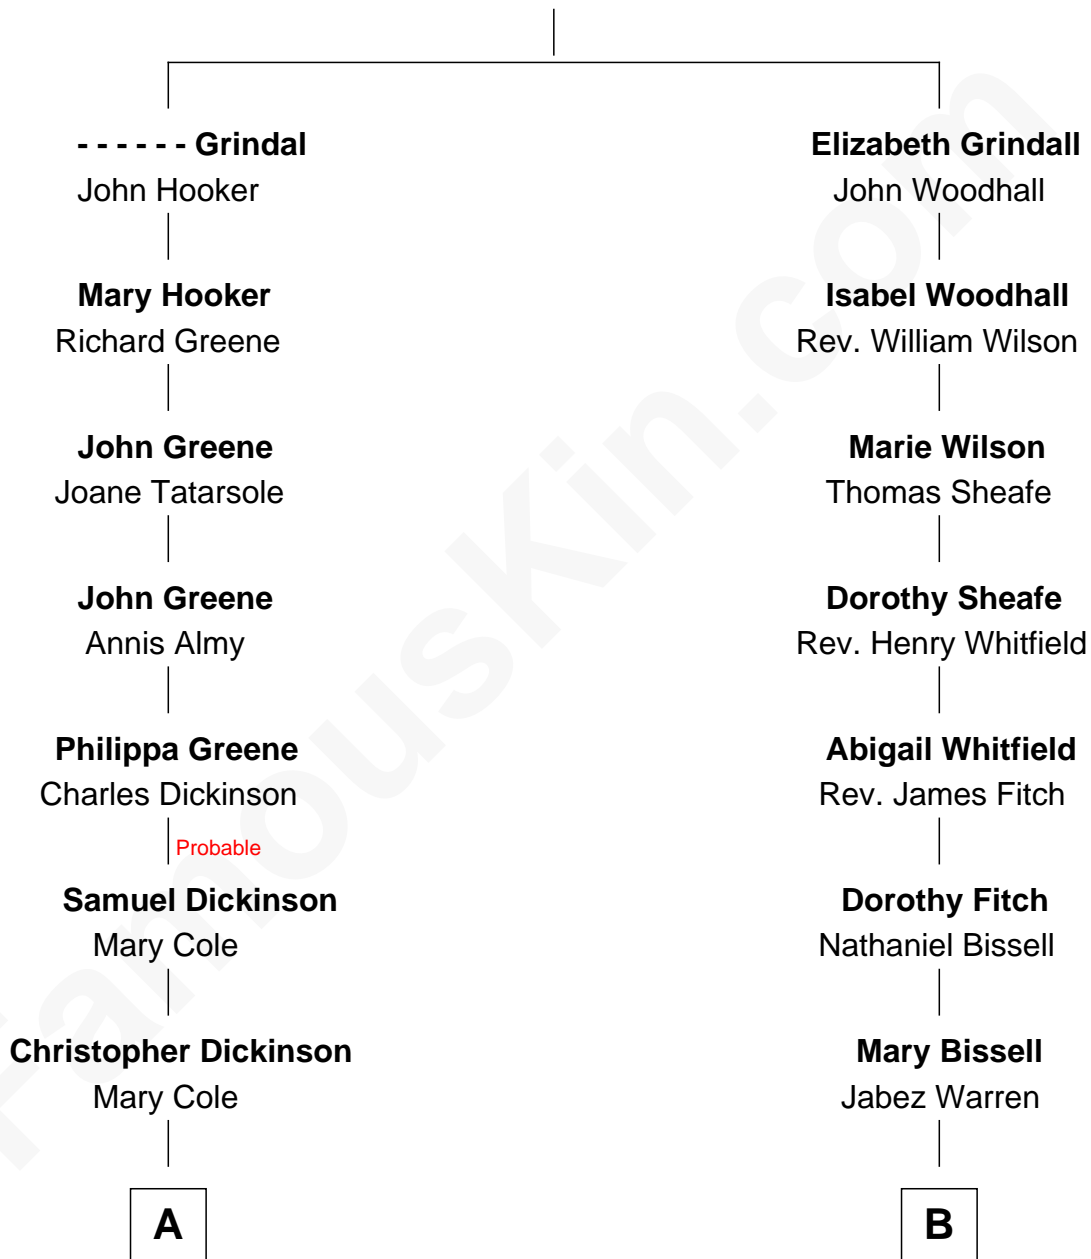 - - - - - - Grindal
John Hooker
Mary Hooker
Richard Greene
John Greene
Joane Tatarsole
John Greene
Annis Almy
Philippa Greene
Charles Dickinson
Probable
Samuel Dickinson
Mary Cole
Christopher Dickinson
Mary Cole
A
Elizabeth Grindall
John Woodhall
Isabel Woodhall
Rev. William Wilson
Marie Wilson
Thomas Sheafe
Dorothy Sheafe
Rev. Henry Whitfield
Abigail Whitfield
Rev. James Fitch
Dorothy Fitch
Nathaniel Bissell
Mary Bissell
Jabez Warren
B
FamousKin.com